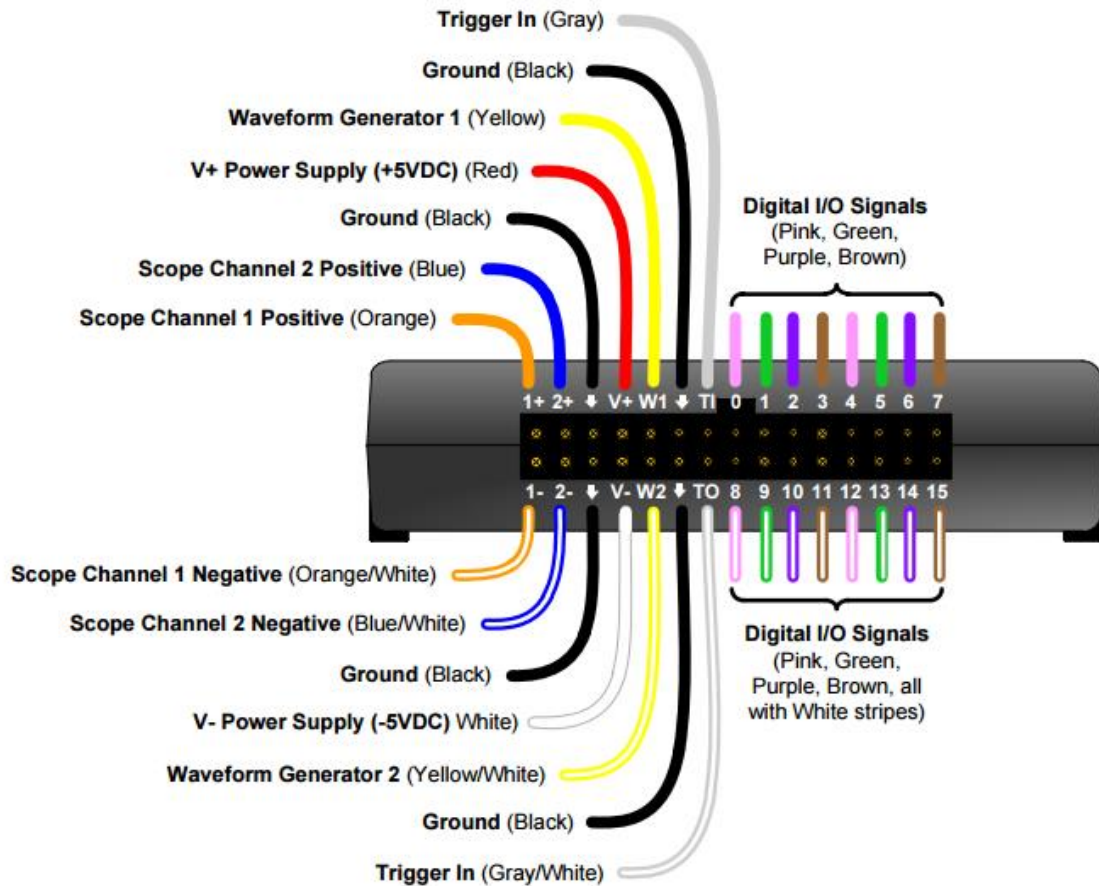 Trigger In (Gray)
Ground (Black)
Waveform Generator 1 (Yellow)
V+ Power Supply (+5VDC) (Red)
Ground (Black)
Scope Channel 2 Positive (Blue)
Scope Channel 1 Positive (Orange)
Digital I/O Signals
(Pink, Green,
Purple, Brown)
1+ 2+ V+ W1 TI 0 1 2 3 4 5 6 7
1- 2- V- W2 TO 8 9 10 11 12 13 14 15
Scope Channel 1 Negative (Orange/White)
Scope Channel 2 Negative (Blue/White)
Ground (Black)
V- Power Supply (-5VDC) White)
Waveform Generator 2 (Yellow/White)
Ground (Black)
Trigger In (Gray/White)
Digital I/O Signals
(Pink, Green,
Purple, Brown, all
with White stripes)